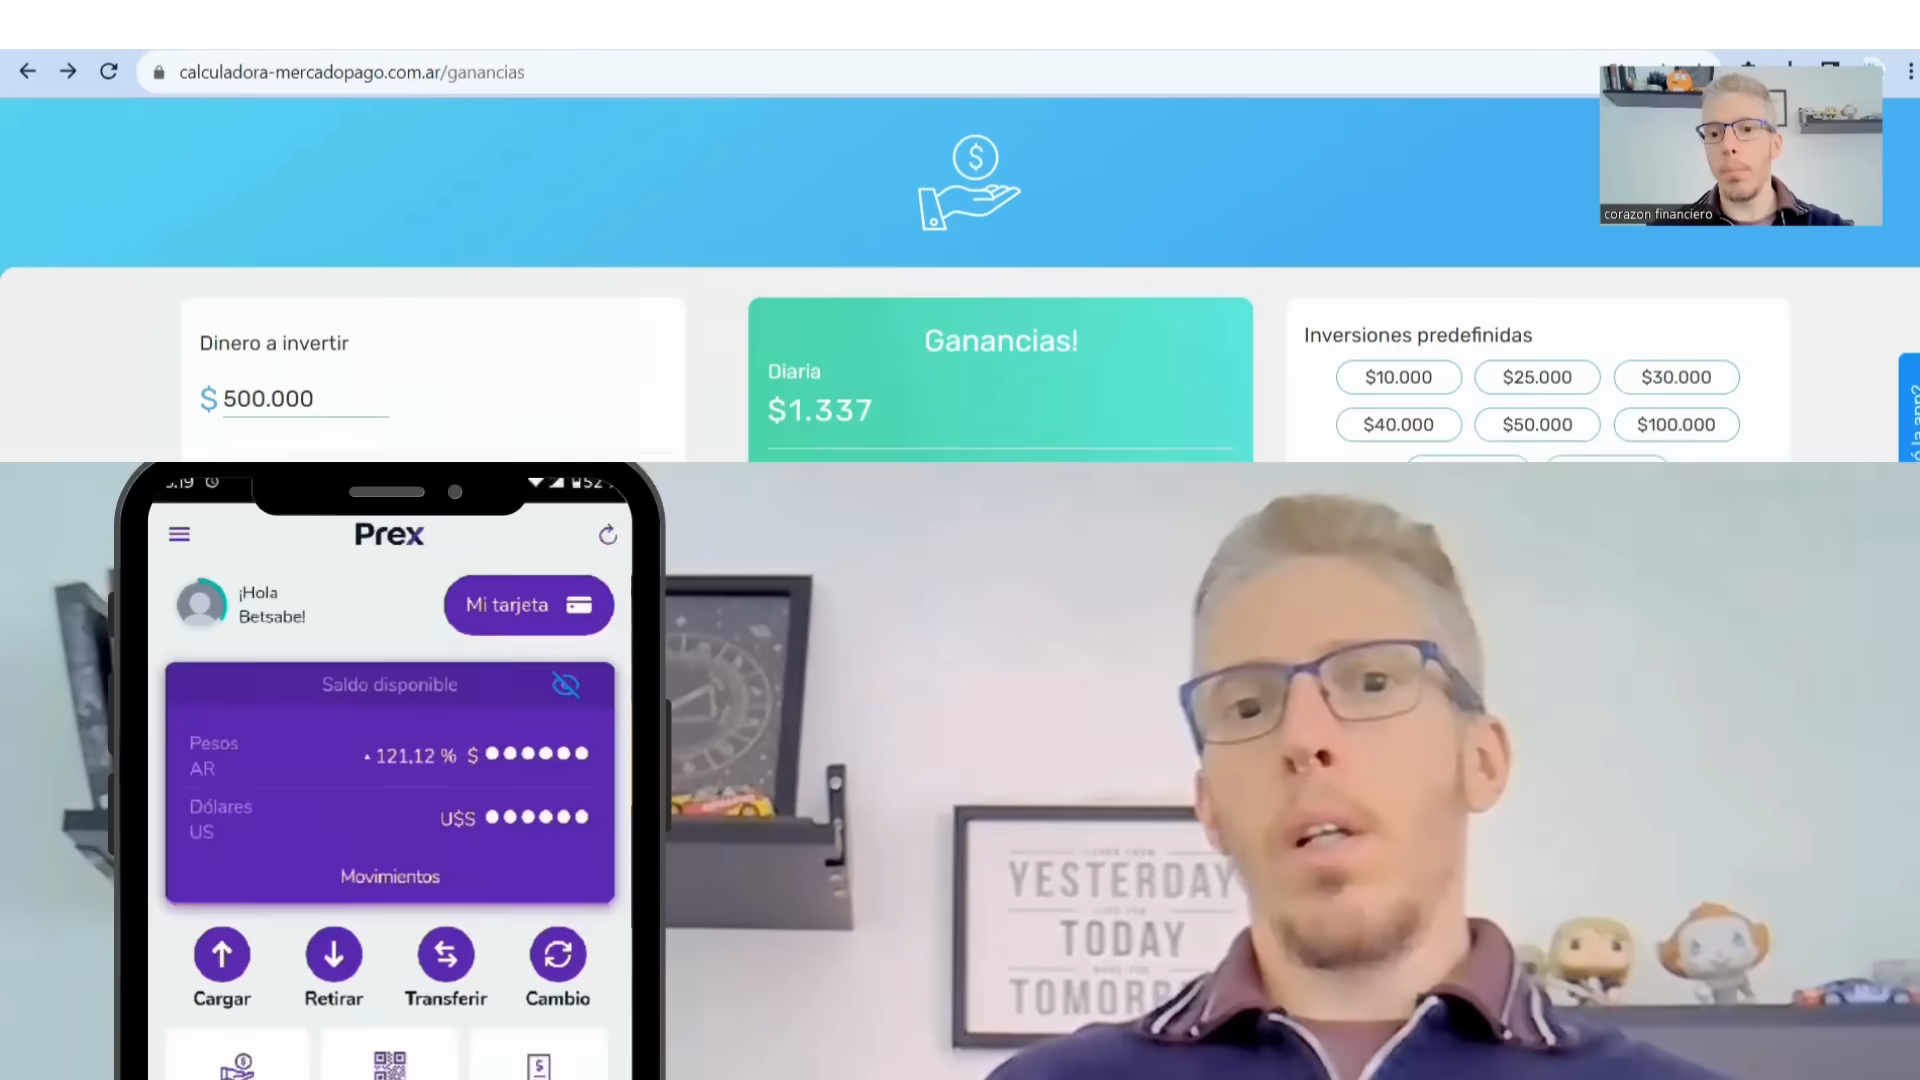 calculadora-mercadopago.com.ar/ganancias
corazon financiero
Dinero a invertir
$ 500.000
Ganancias!
Diaria
$1.337
Inversiones predefinidas
$10.000 $25.000 $30.000
$40.000 $50.000 $100.000
Prex
¡Hola
Betsabe!
Mi tarjeta
Saldo disponible
Pesos
AR
121,12 % $
Dólares
US
U$S
Movimientos
Cargar Retirar Transferir Cambio
YESTERDAY
TODAY